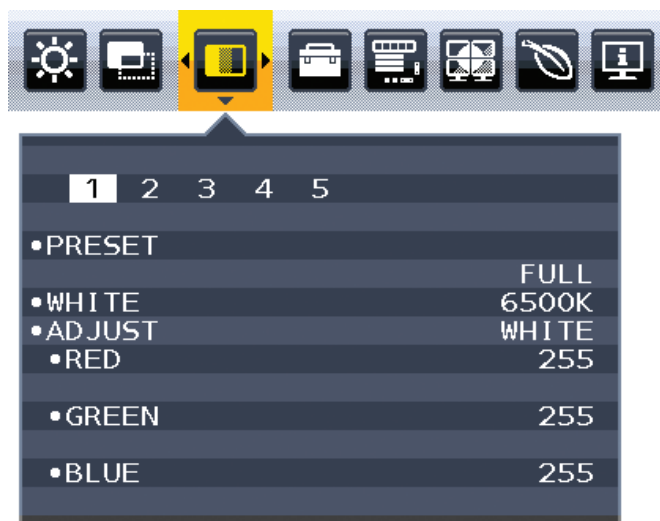 1 2 3 4 5
•PRESET
FULL
•WHITE 6500K
•ADJUST WHITE
•RED 255
•GREEN 255
•BLUE 255